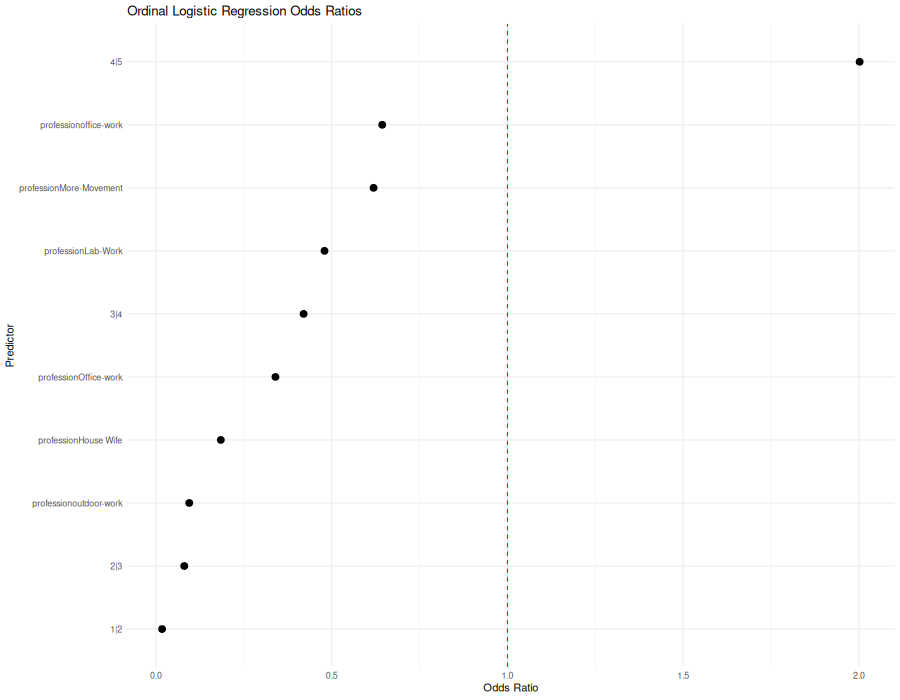 Ordinal Logistic Regression Odds Ratios
4|5
professionoffice-work
professionMore-Movement
professionLab-Work
3|4
professionOffice-work
professionHouse Wife
professionoutdoor-work
2|3
1|2
Predictor
0.0 0.5 1.0 1.5 2.0
Odds Ratio